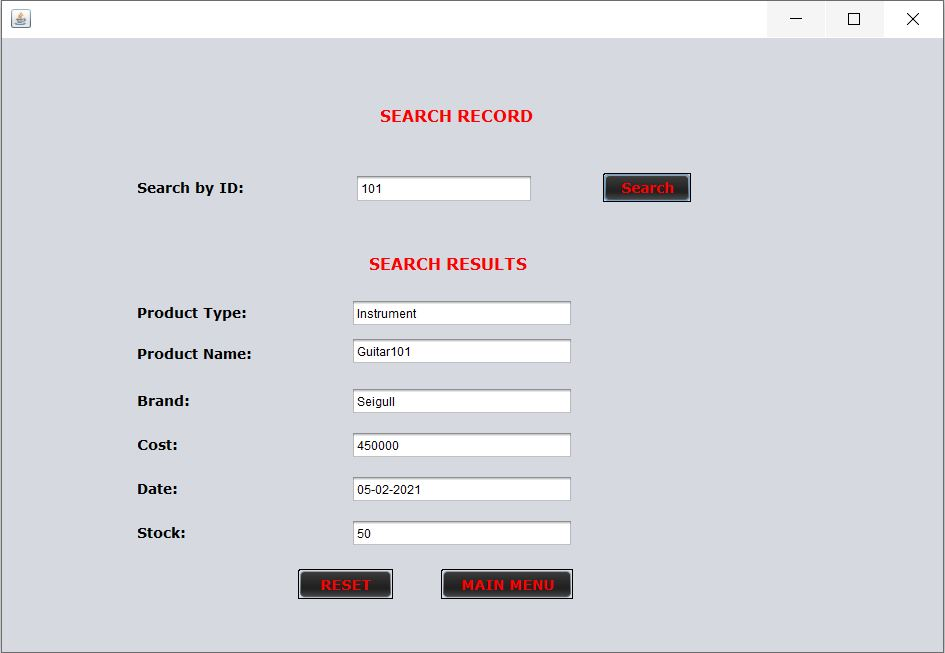 SEARCH RECORD
Search by ID: 101 Search
SEARCH RESULTS
Product Type: Instrument
Product Name: Guitar101
Brand: Seigull
Cost: 450000
Date: 05-02-2021
Stock: 50
RESET MAIN MENU